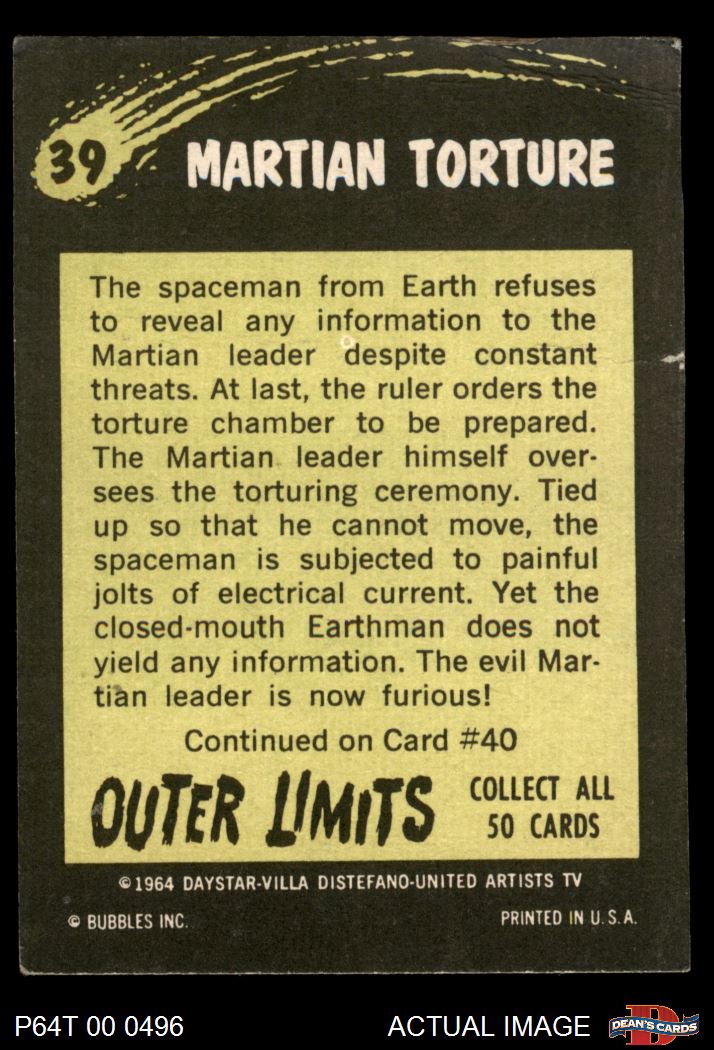 39
MARTIAN TORTURE
The spaceman from Earth refuses
to reveal any information to the
Martian leader despite constant
threats. At last, the ruler orders the
torture chamber to be prepared.
The Martian leader himself over-
sees the torturing ceremony. Tied
up so that he cannot move, the
spaceman is subjected to painful
jolts of electrical current. Yet the
closed-mouth Earthman does not
yield any information. The evil Mar-
tian leader is now furious!
Continued on Card #40
OUTER LIMITS
COLLECT ALL
50 CARDS
©1964 DAYSTAR-VILLA DISTEFANO-UNITED ARTISTS TV
© BUBBLES INC.
PRINTED IN U.S.A.
P64T 00 0496
ACTUAL IMAGE
D
DEAN'S CARDS